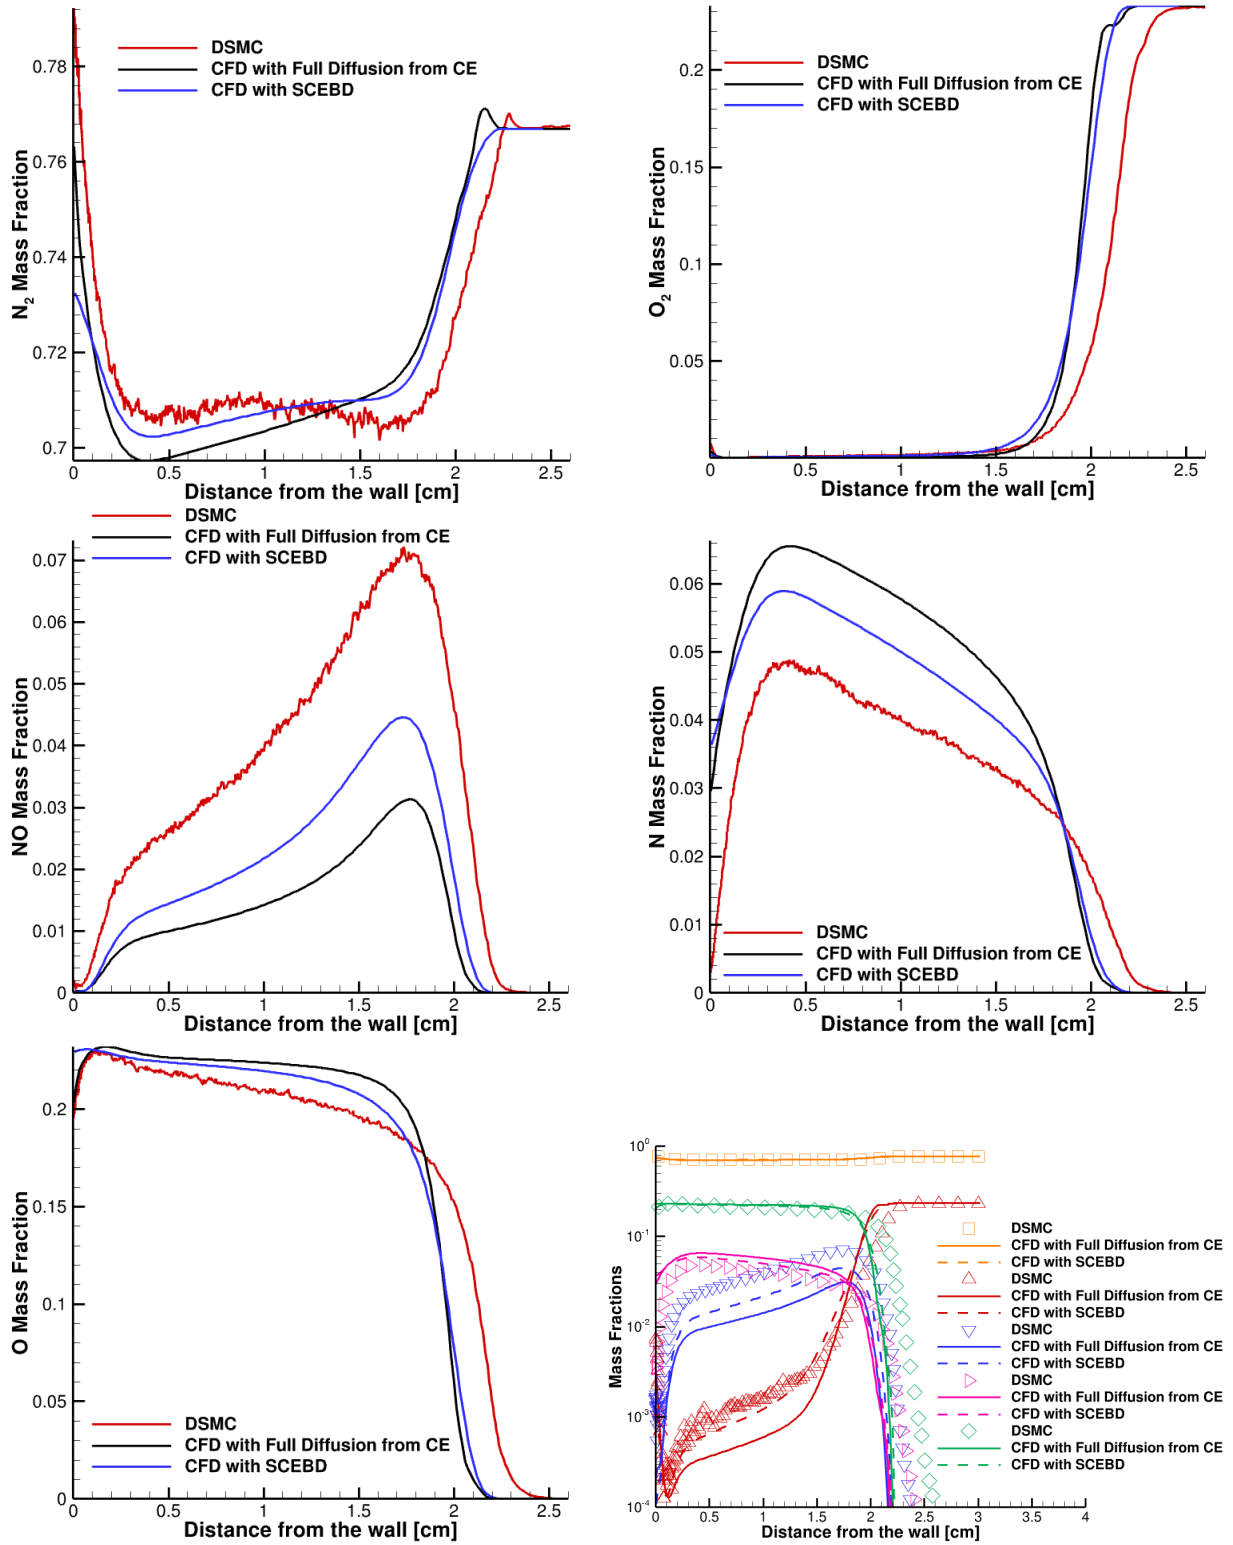 DSMC
CFD with Full Diffusion from CE
CFD with SCEBD
0.78
0.76
0.74
0.72
0.7
N2 Mass Fraction
0 0.5 1 1.5 2 2.5
Distance from the wall [cm]
DSMC
CFD with Full Diffusion from CE
CFD with SCEBD
0.2
0.15
0.1
0.05
O2 Mass Fraction
0 0.5 1 1.5 2 2.5
Distance from the wall [cm]
DSMC
CFD with Full Diffusion from CE
CFD with SCEBD
0.07
0.06
0.05
0.04
0.03
0.02
0.01
0
NO Mass Fraction
0 0.5 1 1.5 2 2.5
Distance from the wall [cm]
0.06
0.05
0.04
0.03
0.02
0.01
0
N Mass Fraction
DSMC
CFD with Full Diffusion from CE
CFD with SCEBD
0 0.5 1 1.5 2 2.5
Distance from the wall [cm]
0.2
0.15
0.1
0.05
0
O Mass Fraction
DSMC
CFD with Full Diffusion from CE
CFD with SCEBD
0 0.5 1 1.5 2 2.5
Distance from the wall [cm]
10^0
10^-1
10^-2
10^-3
10^-4
Mass Fractions
DSMC
CFD with Full Diffusion from CE
CFD with SCEBD
DSMC
CFD with Full Diffusion from CE
CFD with SCEBD
DSMC
CFD with Full Diffusion from CE
CFD with SCEBD
DSMC
CFD with Full Diffusion from CE
CFD with SCEBD
DSMC
CFD with Full Diffusion from CE
CFD with SCEBD
0 0.5 1 1.5 2 2.5 3 3.5 4
Distance from the wall [cm]